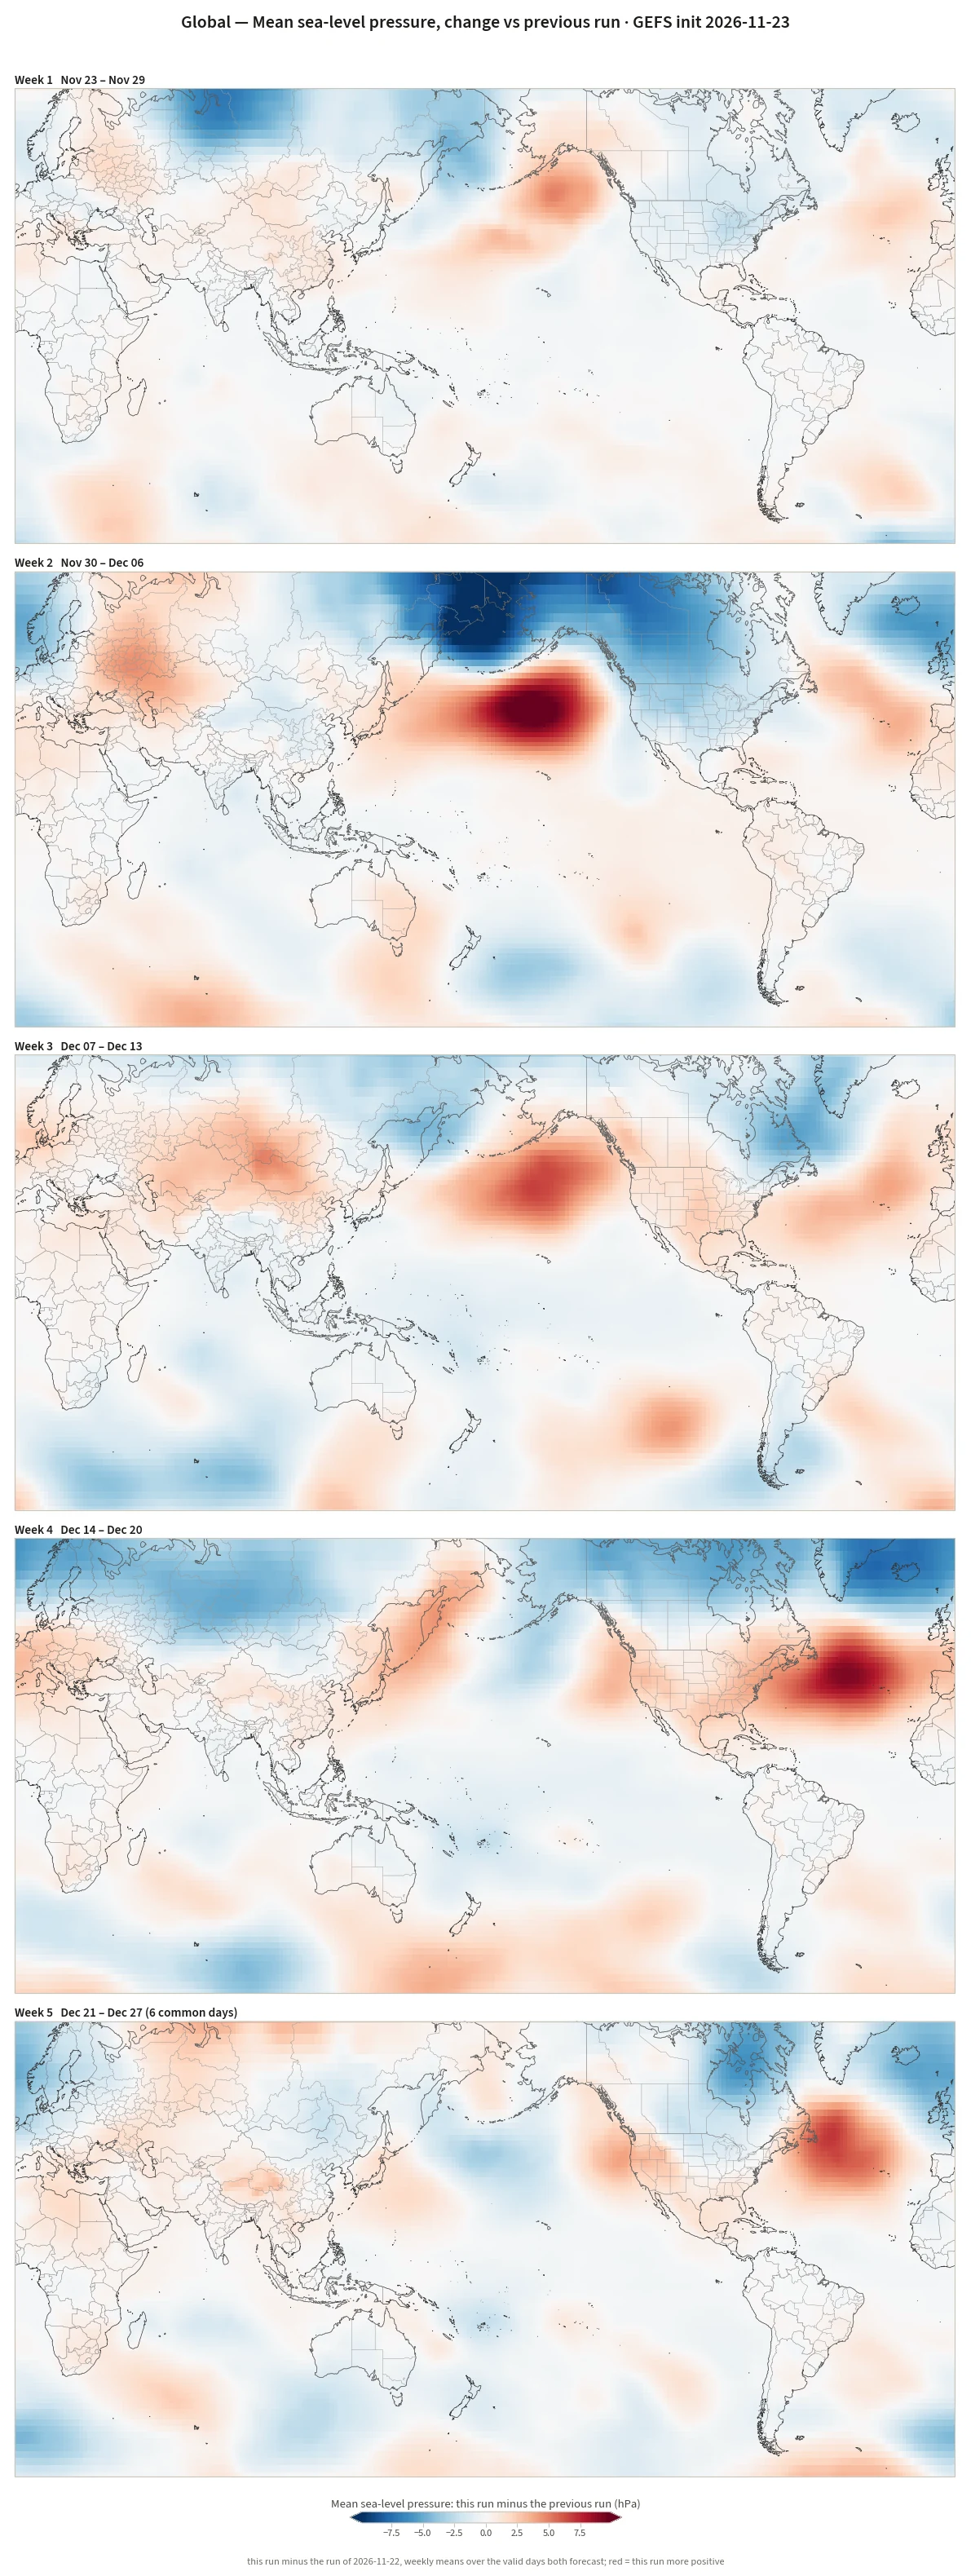 Global — Mean sea-level pressure, change vs previous run · GEFS init 2026-11-23
Week 1 Nov 23 – Nov 29
Week 2 Nov 30 – Dec 06
Week 3 Dec 07 – Dec 13
Week 4 Dec 14 – Dec 20
Week 5 Dec 21 – Dec 27 (6 common days)
Mean sea-level pressure: this run minus the previous run (hPa)
−7.5 −5.0 −2.5 0.0 2.5 5.0 7.5
this run minus the run of 2026-11-22, weekly means over the valid days both forecast; red = this run more positive